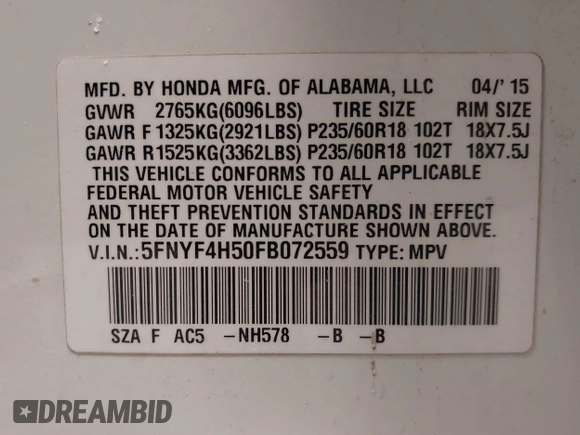 MFD. BY HONDA MFG. OF ALABAMA, LLC 04/' 15
GVWR 2765KG(6096LBS) TIRE SIZE RIM SIZE
GAWR F 1325KG(2921LBS) P235/60R18 102T 18X7.5J
GAWR R 1525KG(3362LBS) P235/60R18 102T 18X7.5J
THIS VEHICLE CONFORMS TO ALL APPLICABLE
FEDERAL MOTOR VEHICLE SAFETY
AND THEFT PREVENTION STANDARDS IN EFFECT
ON THE DATE OF MANUFACTURE SHOWN ABOVE.
V.I.N.:5FNYF4H50FB072559 TYPE: MPV
SZA F AC5 –NH578 –B –B
DREAMBID